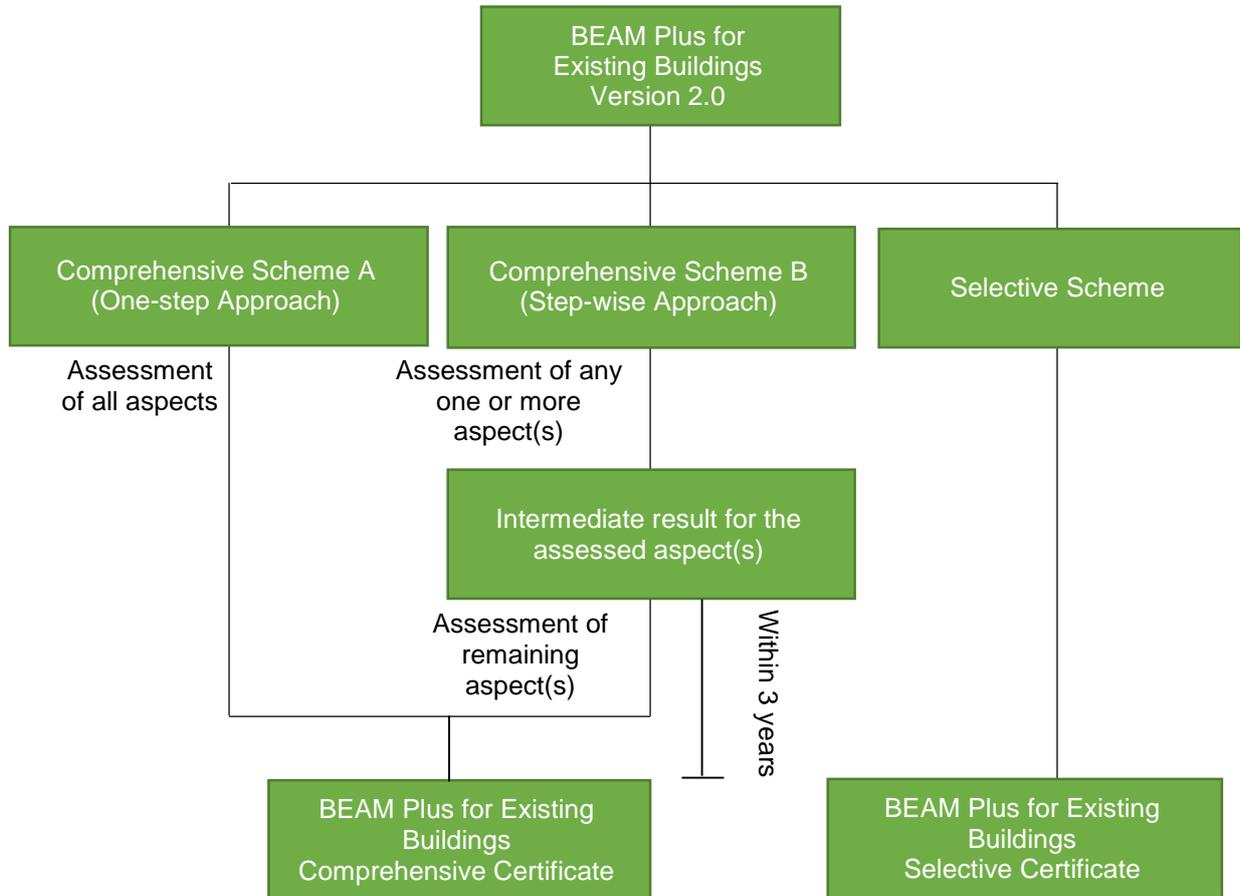 BEAM Plus for
Existing Buildings
Version 2.0
Comprehensive Scheme A
(One-step Approach)
Comprehensive Scheme B
(Step-wise Approach)
Selective Scheme
Assessment
of all aspects
Assessment of any
one or more
aspect(s)
Intermediate result for the
assessed aspect(s)
Assessment of
remaining
aspect(s)
Within 3 years
BEAM Plus for Existing
Buildings
Comprehensive Certificate
BEAM Plus for Existing
Buildings
Selective Certificate